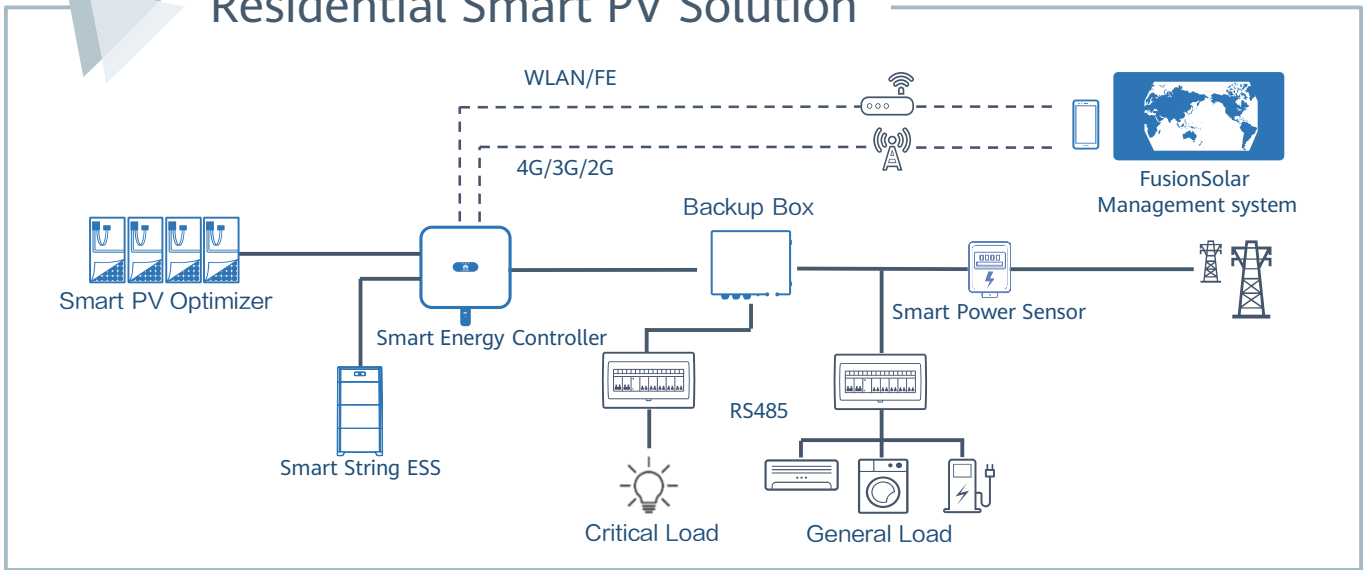 Residential Smart PV Solution
WLAN/FE
4G/3G/2G
FusionSolar
Management system
Backup Box
Smart PV Optimizer
Smart Energy Controller
Smart Power Sensor
RS485
Smart String ESS
Critical Load
General Load